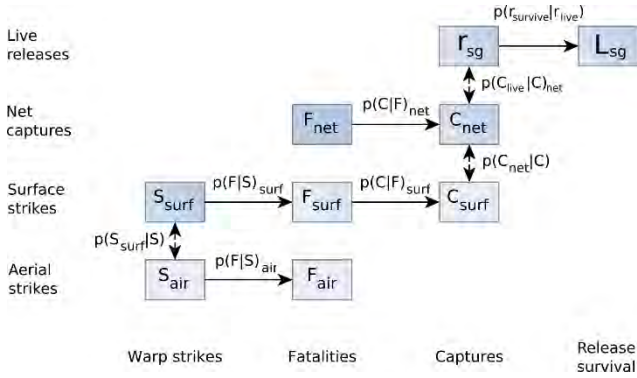 p(r_survive|r_live)
Live
releases
r_sg
L_sg
p(C_live|C)_net
Net
captures
F_net
p(C|F)_net
C_net
p(C_net|C)
Surface
strikes
S_surf
p(F|S)_surf
F_surf
p(C|F)_surf
C_surf
p(S_surf|S)
Aerial
strikes
S_air
p(F|S)_air
F_air
Warp strikes
Fatalities
Captures
Release
survival